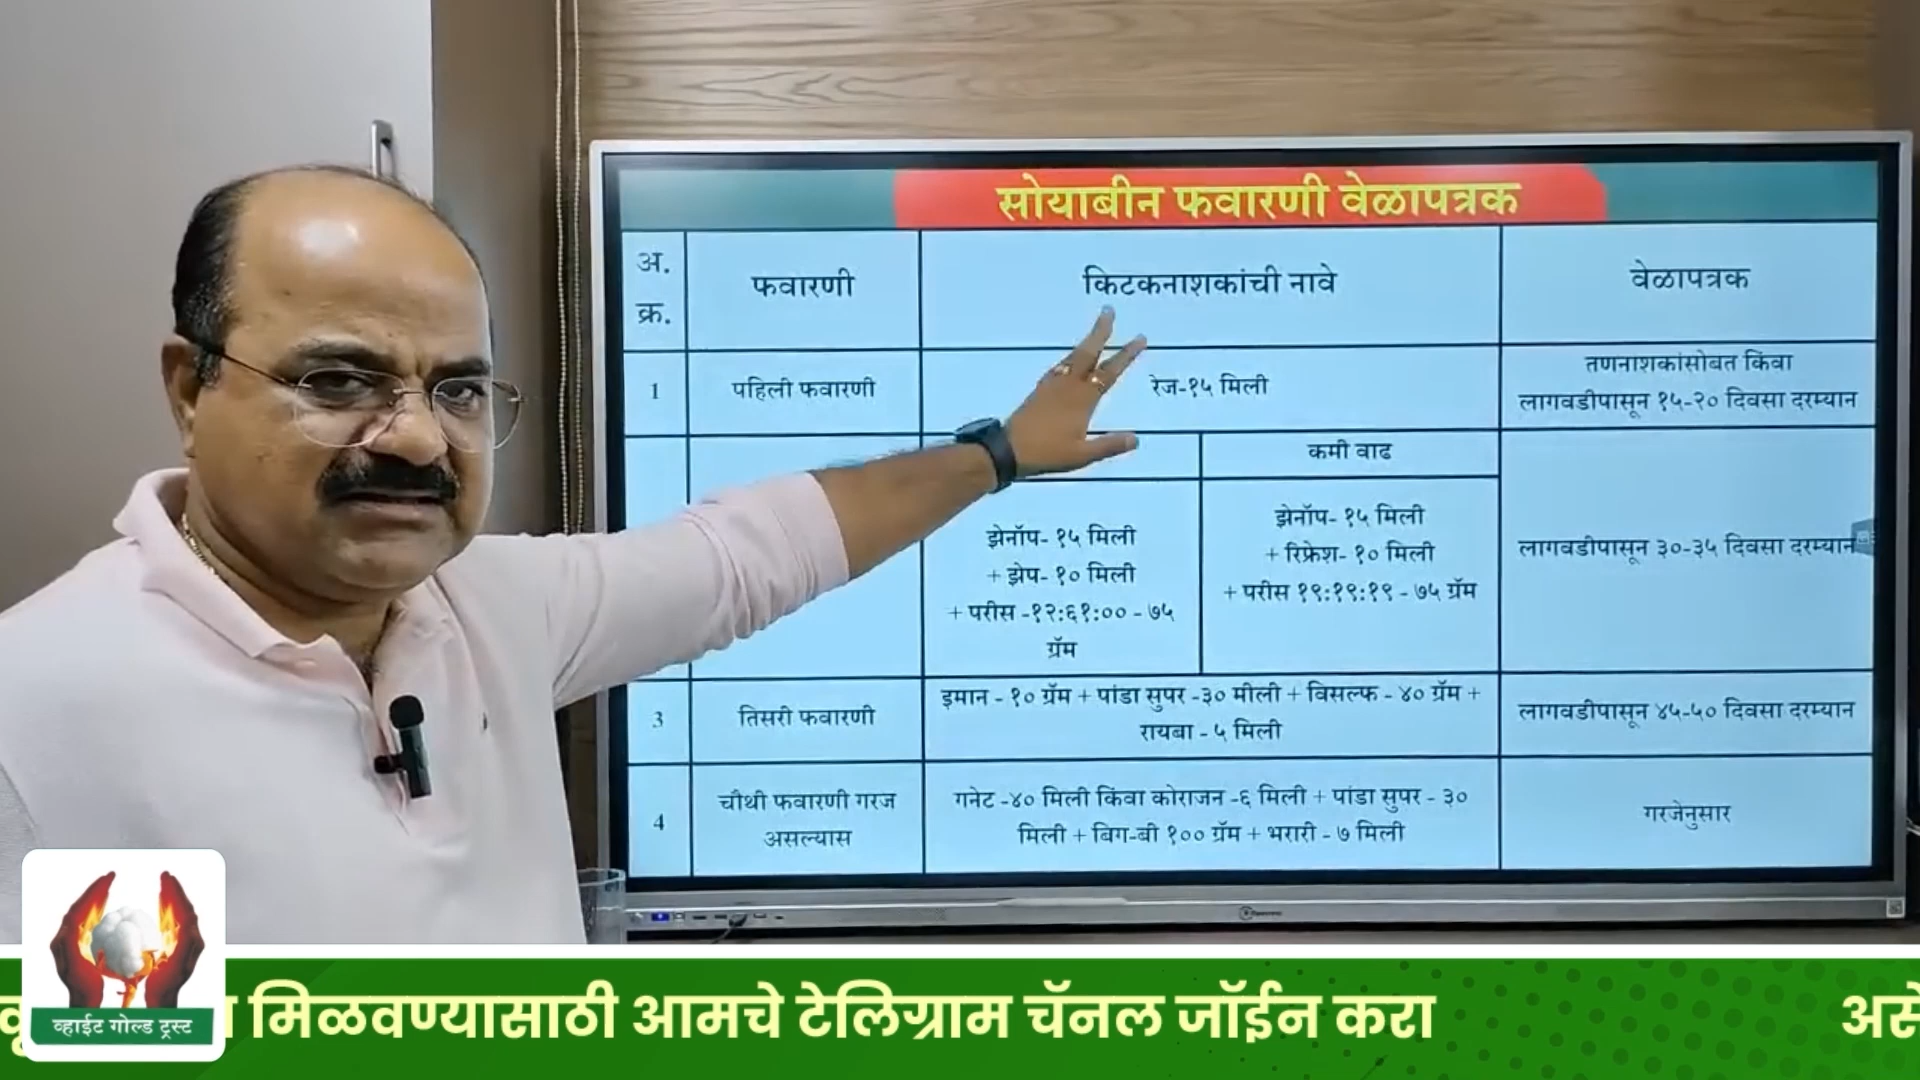 सोयाबीन फवारणी वेळापत्रक
अ.
क्र.
फवारणी
किटकनाशकांची नावे
वेळापत्रक
1
पहिली फवारणी
रेज-१५ मिली
तणनाशकांसोबत किंवा
लागवडीपासून १५-२० दिवसा दरम्यान
कमी वाढ
झेनॉप- १५ मिली
+ झेप- १० मिली
+ परीस -१२:६१:०० - ७५
ग्रॅम
झेनॉप- १५ मिली
+ रिफ्रेश- १० मिली
+ परीस १९:१९:१९ - ७५ ग्रॅम
लागवडीपासून ३०-३५ दिवसा दरम्यान
3
तिसरी फवारणी
इमान - १० ग्रॅम + पांडा सुपर -३० मीली + विसल्फ - ४० ग्रॅम +
रायबा - ५ मिली
लागवडीपासून ४५-५० दिवसा दरम्यान
4
चौथी फवारणी गरज
असल्यास
गनेट -४० मिली किंवा कोराजन -६ मिली + पांडा सुपर - ३०
मिली + बिग-बी १०० ग्रॅम + भरारी - ७ मिली
गरजेनुसार
व्हाईट गोल्ड ट्रस्ट
मिळवण्यासाठी आमचे टेलिग्राम चॅनल जॉईन करा